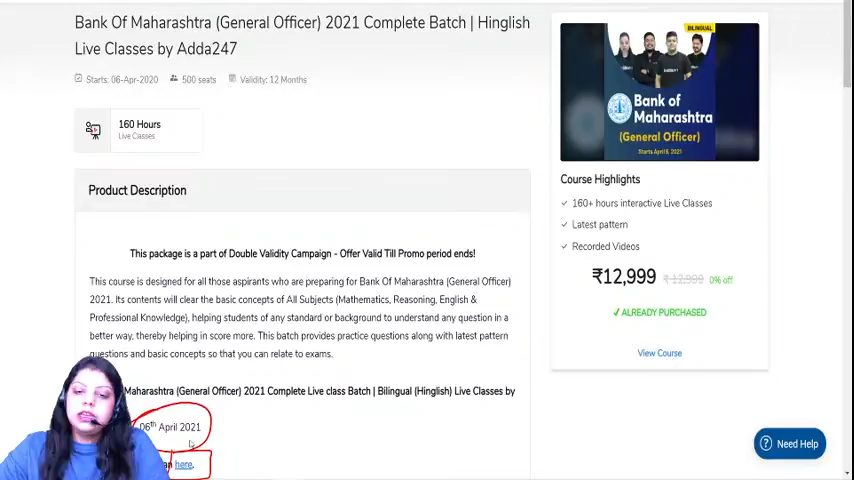 Bank Of Maharashtra (General Officer) 2021 Complete Batch | Hinglish
Live Classes by Adda247
Starts: 06-Apr-2020
500 seats
Validity: 12 Months
160 Hours
Live Classes
Product Description
This package is a part of Double Validity Campaign - Offer Valid Till Promo period ends!
This course is designed for all those aspirants who are preparing for Bank Of Maharashtra (General Officer)
2021. Its contents will clear the basic concepts of All Subjects (Mathematics, Reasoning, English &
Professional Knowledge), helping students of any standard or background to understand any question in a
better way, thereby helping in score more. This batch provides practice questions along with latest pattern
questions and basic concepts so that you can relate to exams.
Maharashtra (General Officer) 2021 Complete Live class Batch | Bilingual (Hinglish) Live Classes by
06th April 2021
here.
BILINGUAL
Bank of
Maharashtra
(General Officer)
Starts April 6, 2021
Course Highlights
✓ 160+ hours interactive Live Classes
✓ Latest pattern
✓ Recorded Videos
₹12,999 ₹ 12,999 0% off
✓ ALREADY PURCHASED
View Course
Need Help